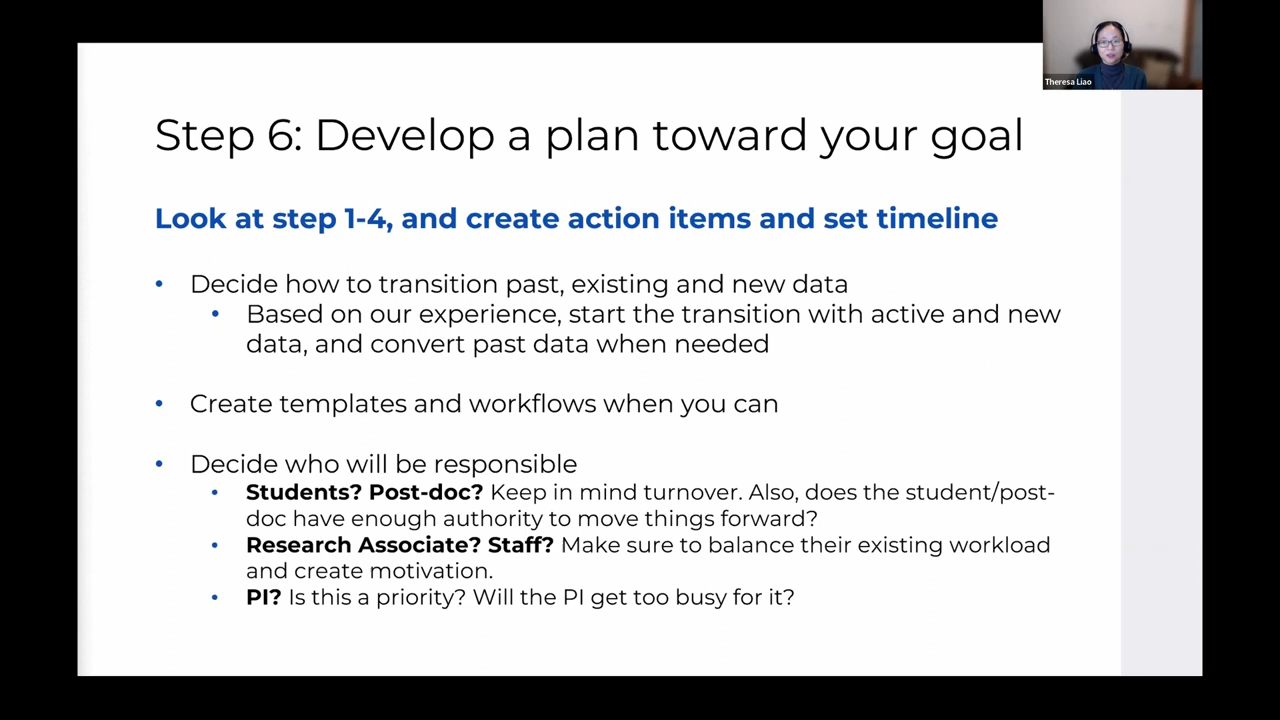 Theresa Liao
Step 6: Develop a plan toward your goal
Look at step 1-4, and create action items and set timeline
• Decide how to transition past, existing and new data
• Based on our experience, start the transition with active and new
data, and convert past data when needed
• Create templates and workflows when you can
• Decide who will be responsible
• Students? Post-doc? Keep in mind turnover. Also, does the student/post-
doc have enough authority to move things forward?
• Research Associate? Staff? Make sure to balance their existing workload
and create motivation.
• PI? Is this a priority? Will the PI get too busy for it?